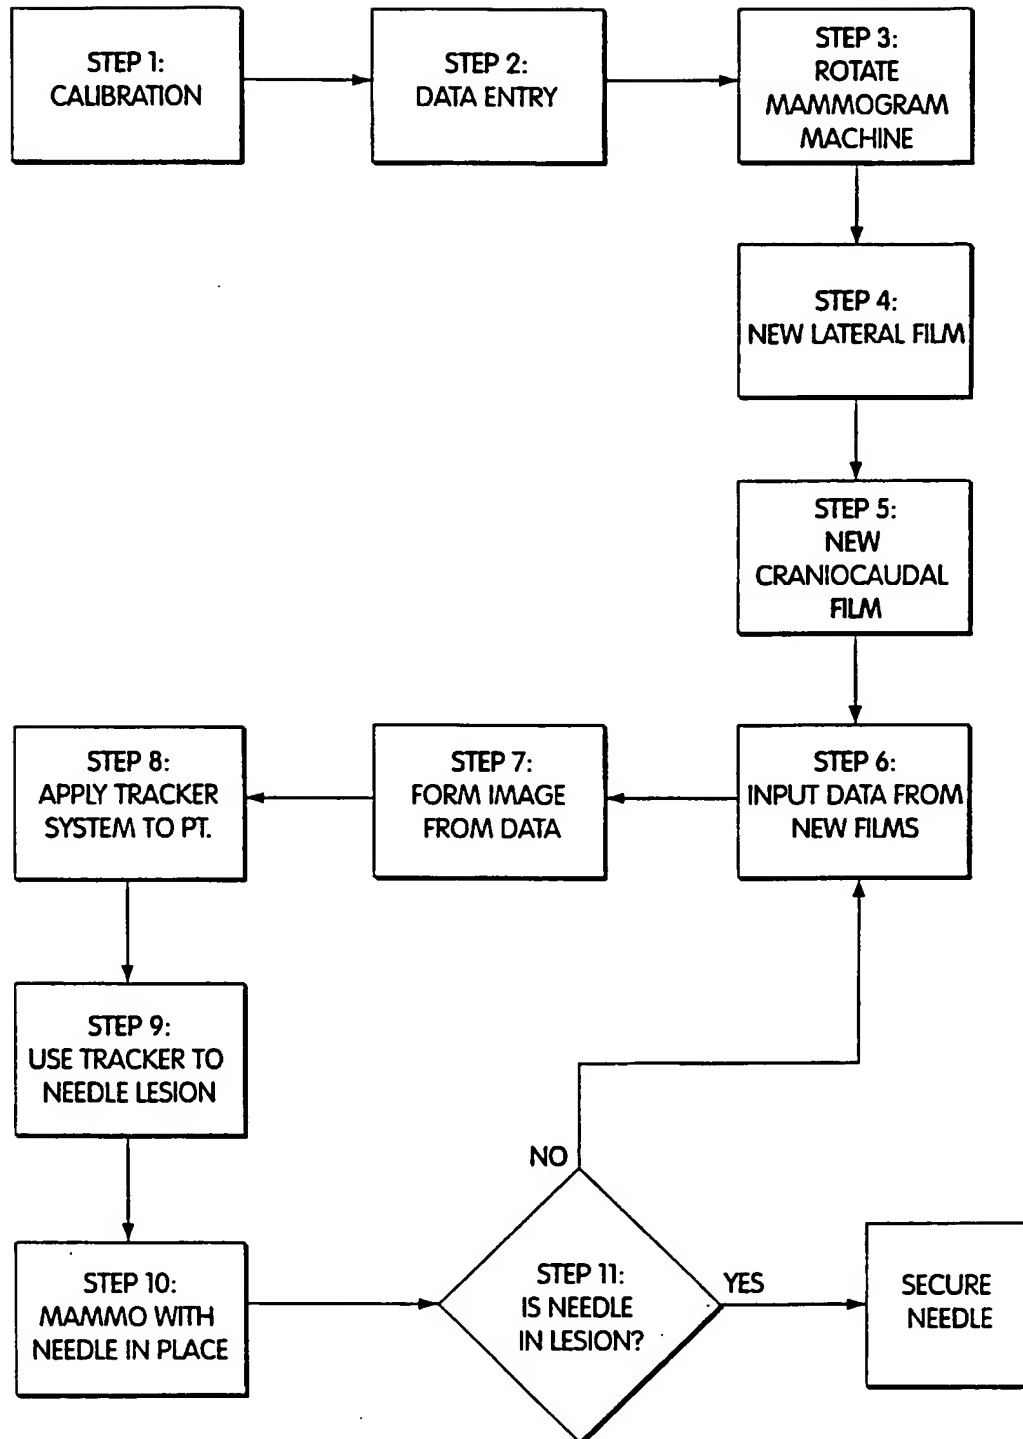 STEP 1:
CALIBRATION
STEP 2:
DATA ENTRY
STEP 3:
ROTATE
MAMMOGRAM
MACHINE
STEP 4:
NEW LATERAL FILM
STEP 5:
NEW
CRANIOCAUDAL
FILM
STEP 6:
INPUT DATA FROM
NEW FILMS
STEP 7:
FORM IMAGE
FROM DATA
STEP 8:
APPLY TRACKER
SYSTEM TO PT.
STEP 9:
USE TRACKER TO
NEEDLE LESION
STEP 10:
MAMMO WITH
NEEDLE IN PLACE
STEP 11:
IS NEEDLE
IN LESION?
NO
YES
SECURE
NEEDLE